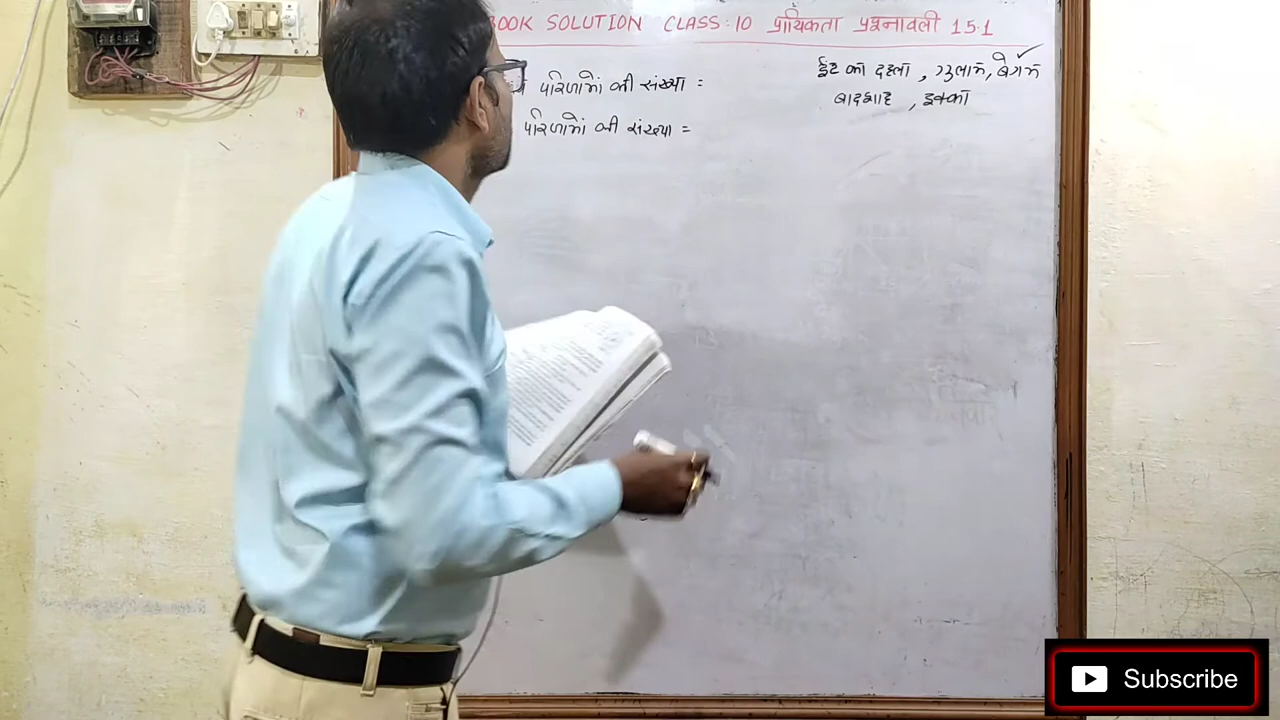 BOOK SOLUTION CLASS:10 प्रायिकता प्रश्नावली 15.1
परिणामों की संख्या =
ईंट का दहला , गुलाम, बेगम ✓
बादशाह , इक्का
परिणामों की संख्या =
Subscribe